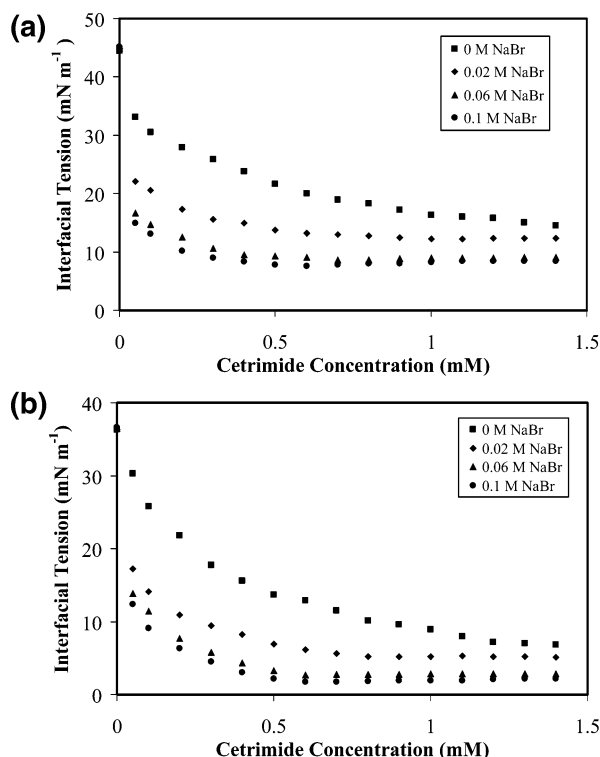 (a)
50
40
30
20
10
0
Interfacial Tension (mN m-1)
0 M NaBr
0.02 M NaBr
0.06 M NaBr
0.1 M NaBr
0 0.5 1 1.5
Cetrimide Concentration (mM)
(b)
40
30
20
10
0
Interfacial Tension (mN m-1)
0 M NaBr
0.02 M NaBr
0.06 M NaBr
0.1 M NaBr
0 0.5 1 1.5
Cetrimide Concentration (mM)